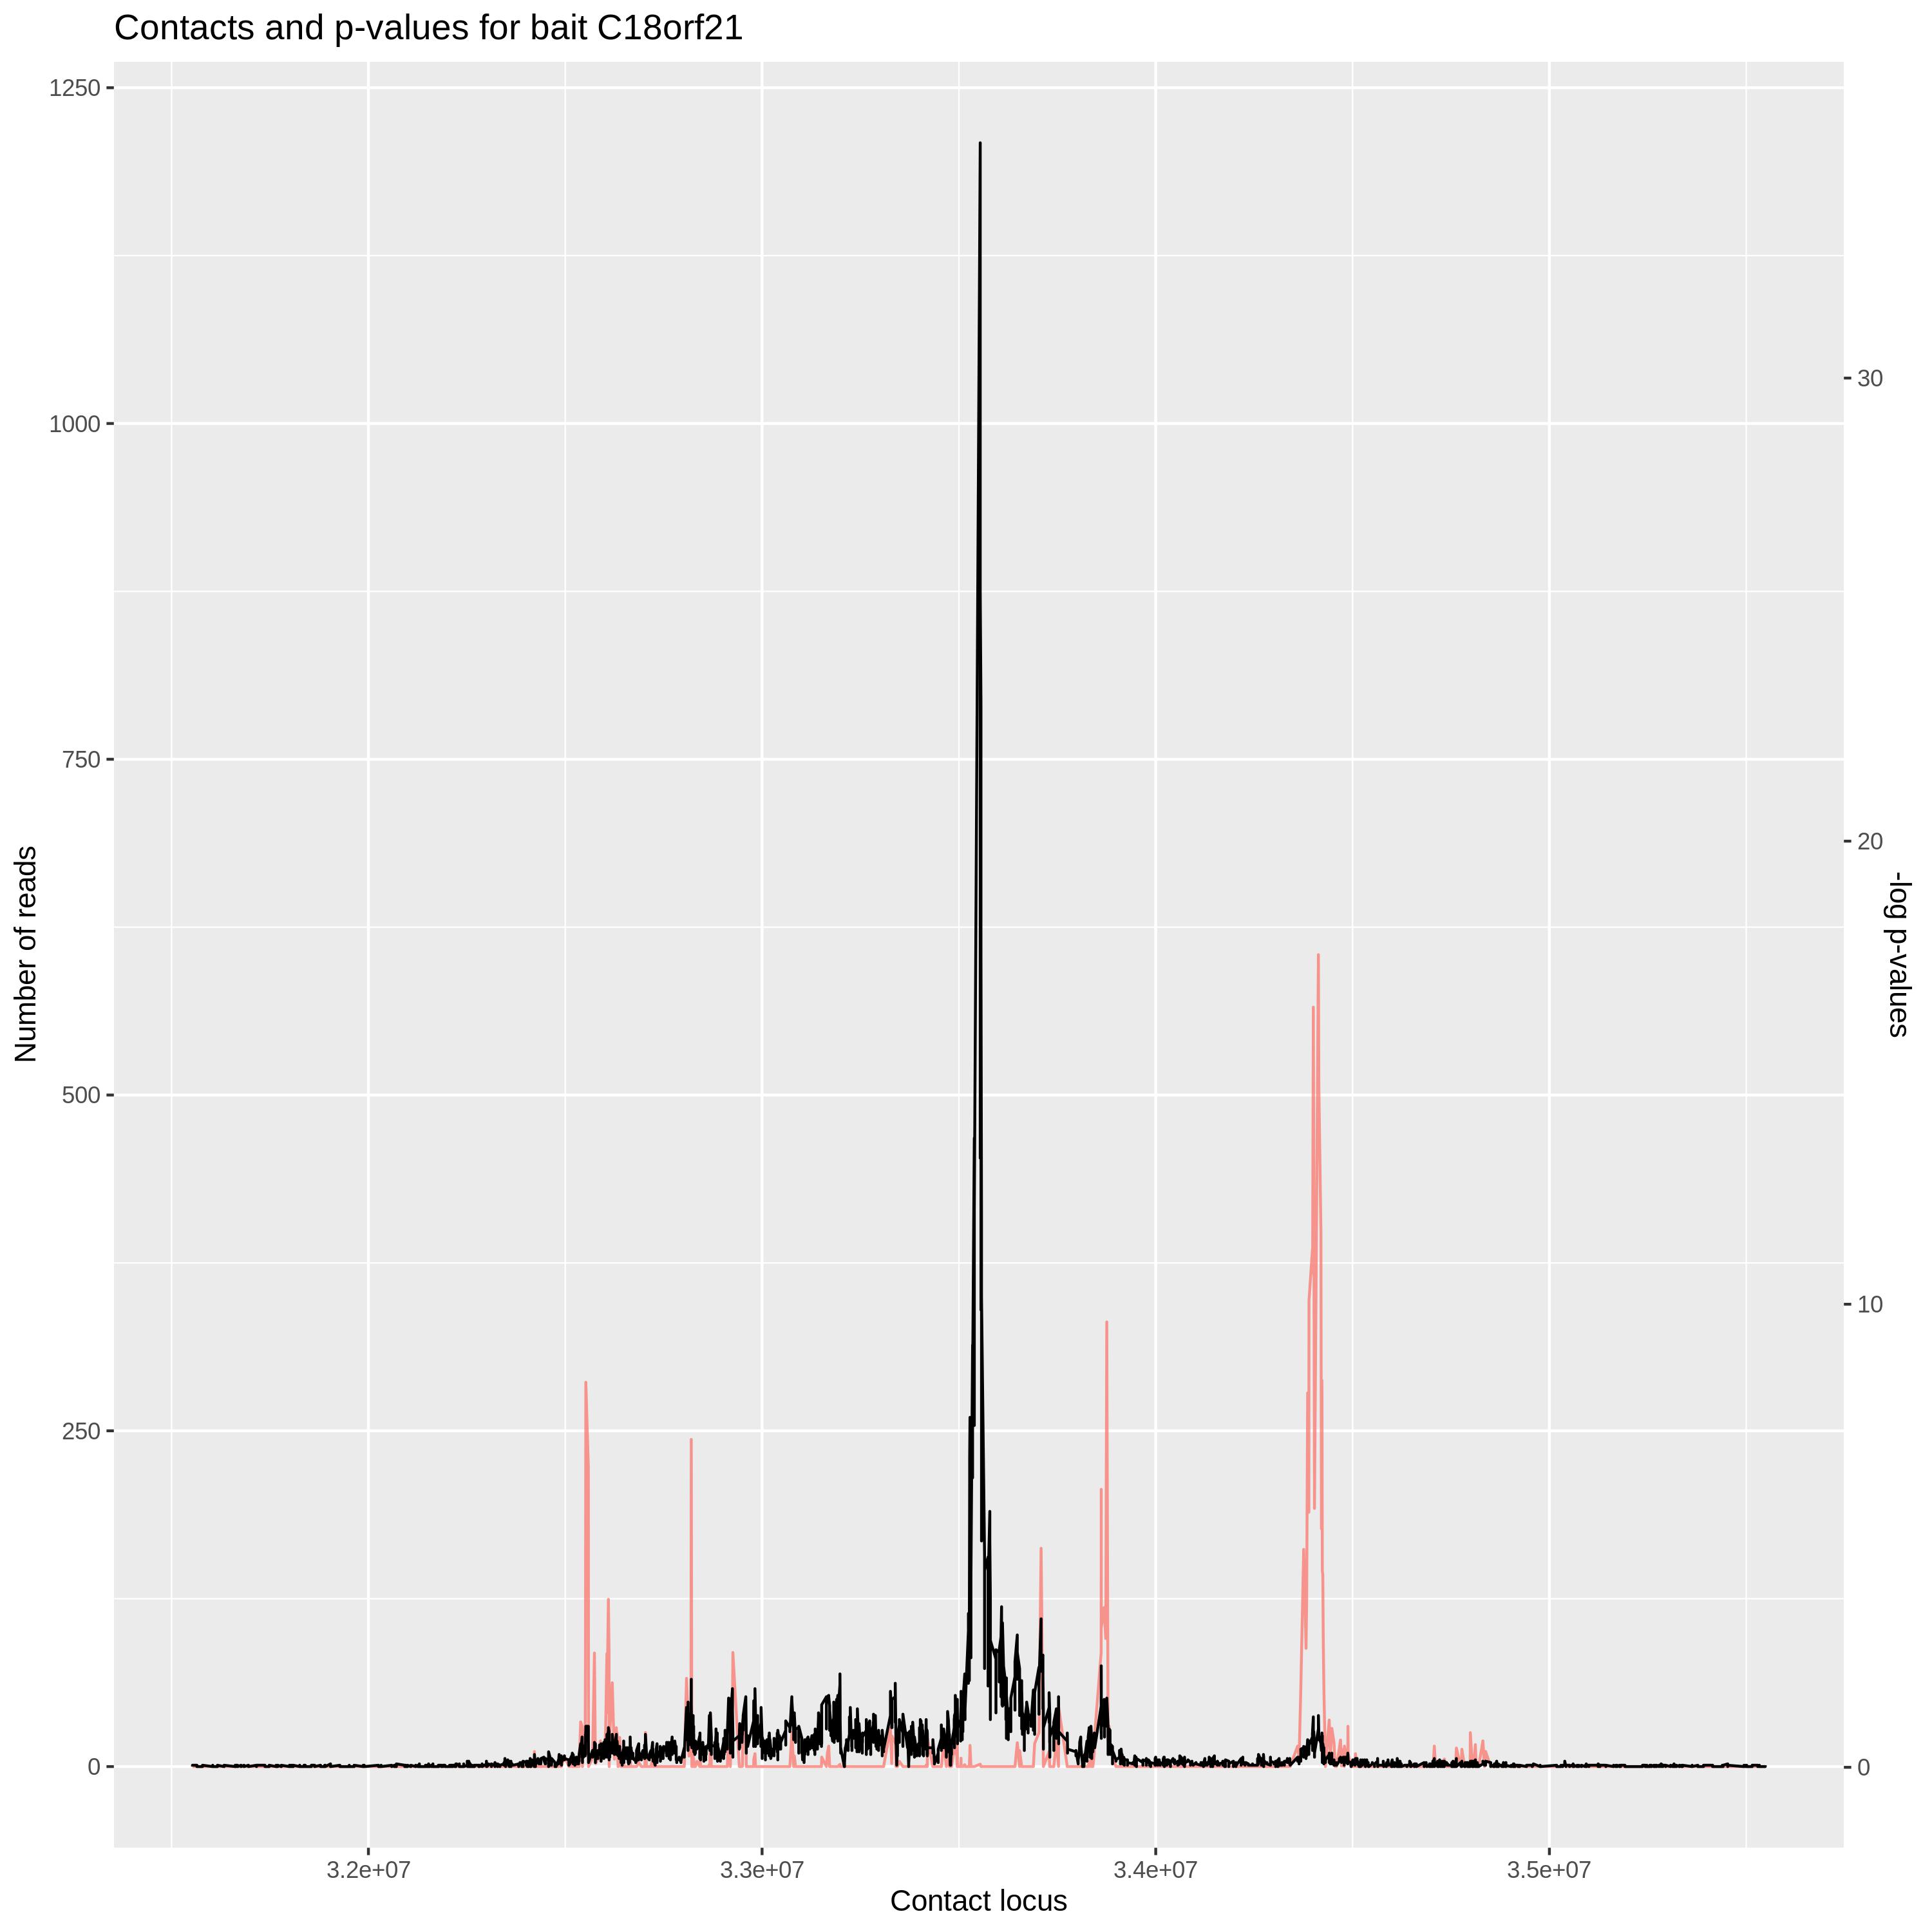 Contacts and p-values for bait C18orf21
1250
1000
750
500
250
0
Number of reads
30
20
10
0
-log p-values
3.2e+07
3.3e+07
3.4e+07
3.5e+07
Contact locus